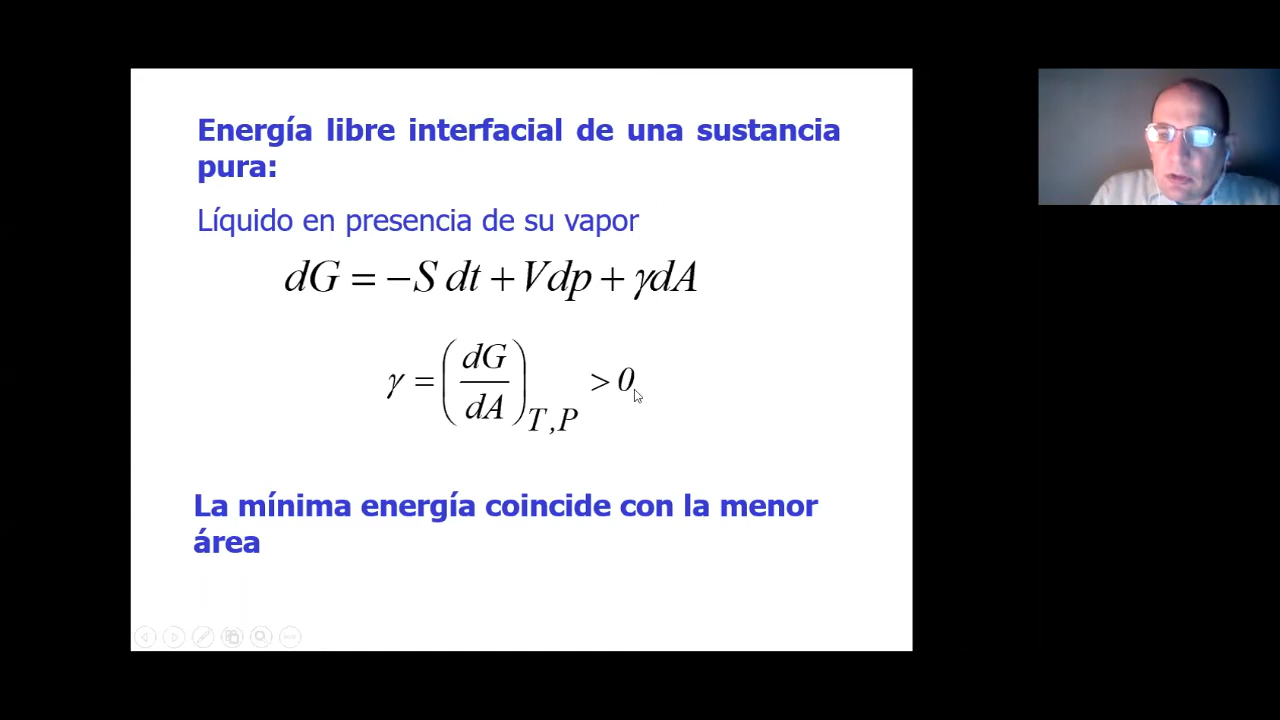 Energía libre interfacial de una sustancia
pura:
Líquido en presencia de su vapor
dG = −S dt + Vdp + γdA
γ = (dG/dA)T,P > 0
La mínima energía coincide con la menor
área